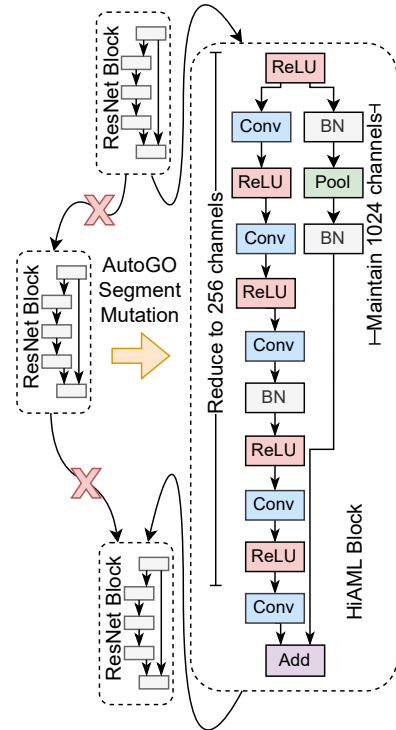 ResNet Block
ResNet Block
AutoGO
Segment
Mutation
ResNet Block
Reduce to 256 channels
ReLU
Conv
ReLU
Conv
ReLU
Conv
BN
ReLU
Conv
ReLU
Conv
BN
Pool
BN
Maintain 1024 channels
Add
HiAML Block